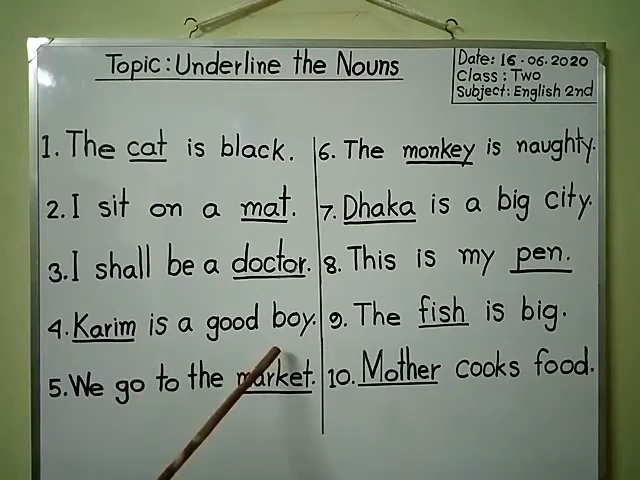 Topic: Underline the Nouns
Date: 16.06.2020
Class: Two
Subject: English 2nd
1. The cat is black.
2. I sit on a mat.
3. I shall be a doctor.
4. Karim is a good boy.
5. We go to the market.
6. The monkey is naughty.
7. Dhaka is a big city.
8. This is my pen.
9. The fish is big.
10. Mother cooks food.